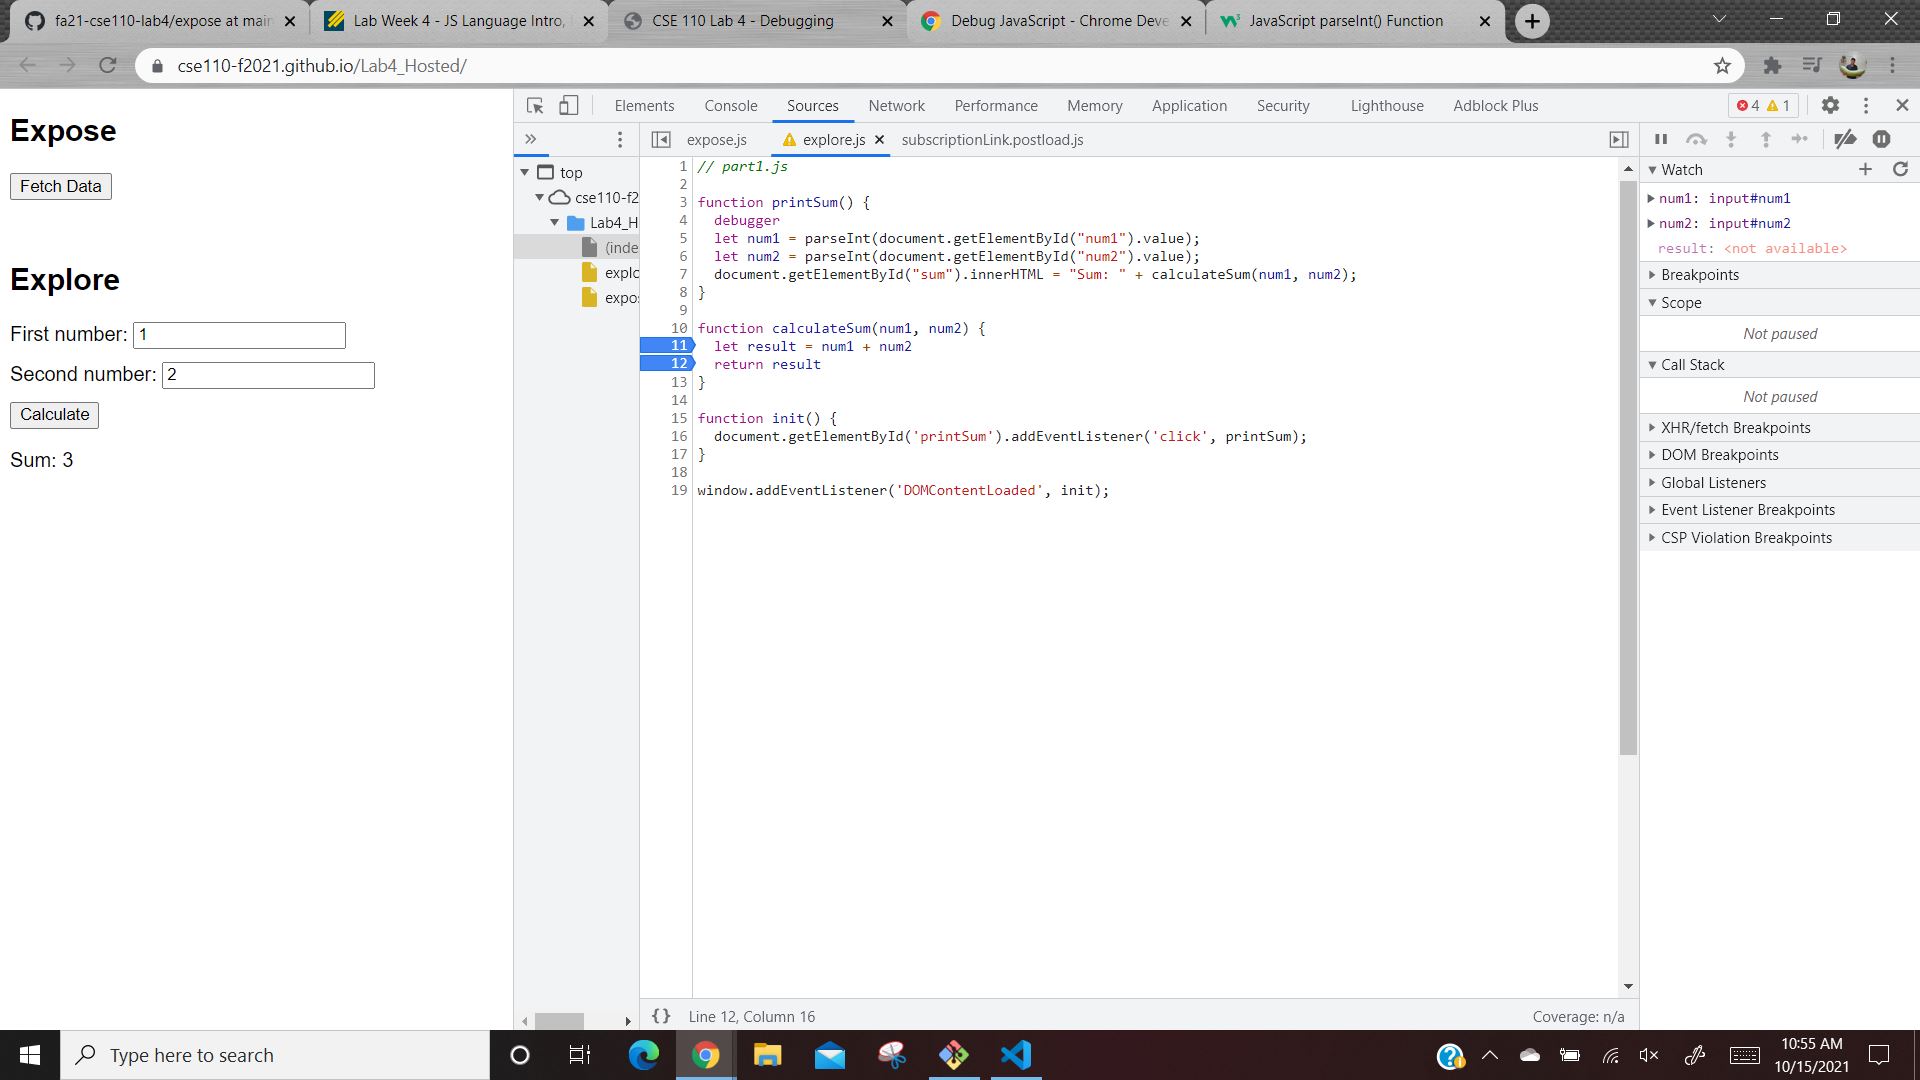 fa21-cse110-lab4/expose at main
Lab Week 4 - JS Language Intro,
CSE 110 Lab 4 - Debugging
Debug JavaScript - Chrome Deve
JavaScript parseInt() Function
cse110-f2021.github.io/Lab4_Hosted/
Expose
Fetch Data
Explore
First number: 1
Second number: 2
Calculate
Sum: 3
Elements Console Sources Network Performance Memory Application Security Lighthouse Adblock Plus
4 1
top
cse110-f2
Lab4_H
(inde
explo
expo
expose.js explore.js subscriptionLink.postload.js
1 // part1.js
2
3 function printSum() {
4 debugger
5 let num1 = parseInt(document.getElementById("num1").value);
6 let num2 = parseInt(document.getElementById("num2").value);
7 document.getElementById("sum").innerHTML = "Sum: " + calculateSum(num1, num2);
8 }
9
10 function calculateSum(num1, num2) {
11 let result = num1 + num2
12 return result
13 }
14
15 function init() {
16 document.getElementById('printSum').addEventListener('click', printSum);
17 }
18
19 window.addEventListener('DOMContentLoaded', init);
{} Line 12, Column 16
Coverage: n/a
Watch
num1: input#num1
num2: input#num2
result: <not available>
Breakpoints
Scope
Not paused
Call Stack
Not paused
XHR/fetch Breakpoints
DOM Breakpoints
Global Listeners
Event Listener Breakpoints
CSP Violation Breakpoints
Type here to search
10:55 AM
10/15/2021